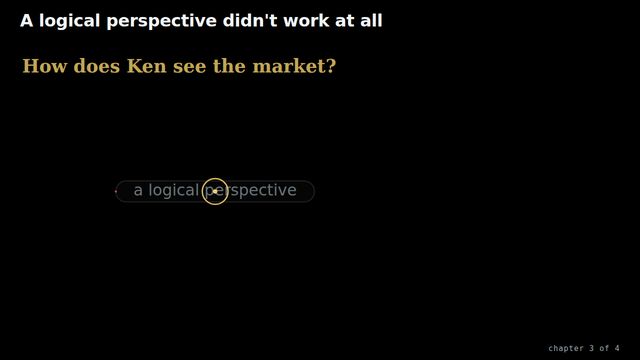 A logical perspective didn't work at all
How does Ken see the market?
a logical perspective
chapter 3 of 4